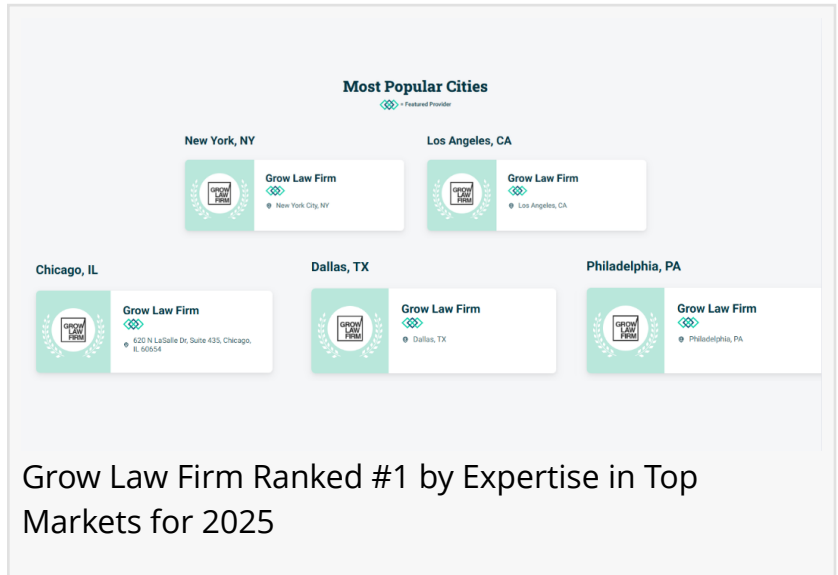 Most Popular Cities
= Featured Provider
New York, NY
Los Angeles, CA
GROW
LAW
FIRM
Grow Law Firm
New York City, NY
GROW
LAW
FIRM
Grow Law Firm
Los Angeles, CA
Chicago, IL
Dallas, TX
Philadelphia, PA
GROW
LAW
FIRM
Grow Law Firm
620 N LaSalle Dr, Suite 435, Chicago,
IL 60654
GROW
LAW
FIRM
Grow Law Firm
Dallas, TX
GROW
LAW
FIRM
Grow Law Firm
Philadelphia, PA
Grow Law Firm Ranked #1 by Expertise in Top
Markets for 2025